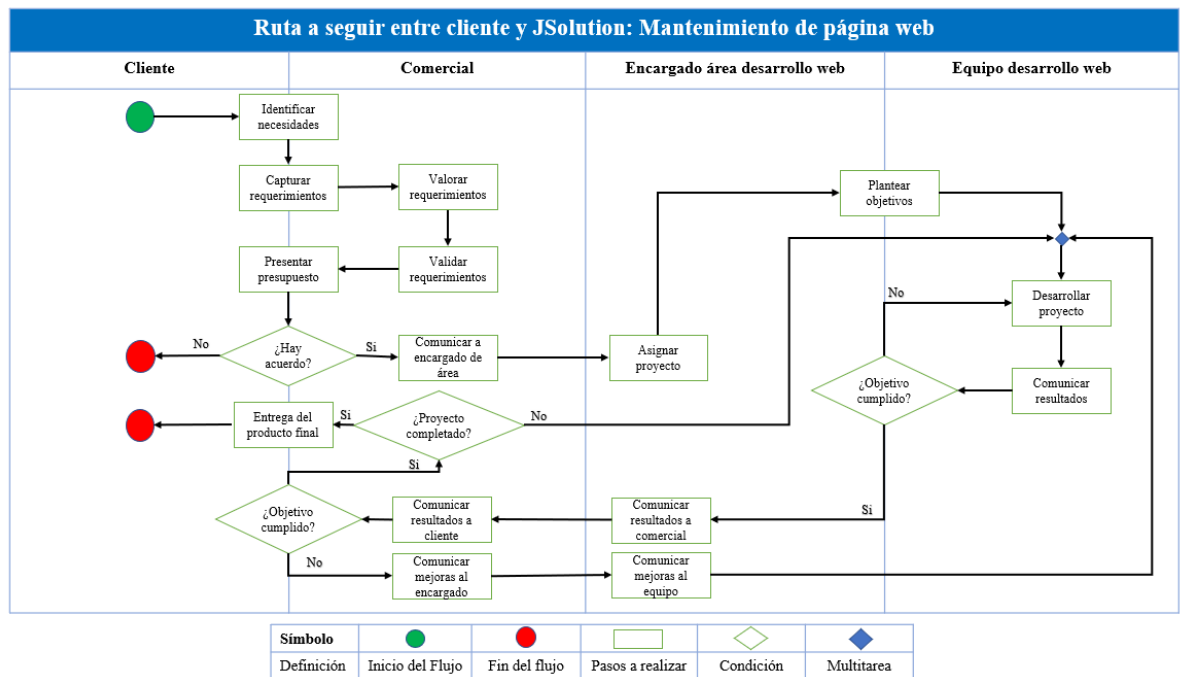 Ruta a seguir entre cliente y JSolution: Mantenimiento de página web
Cliente
Comercial
Encargado área desarrollo web
Equipo desarrollo web
Identificar
necesidades
Capturar
requerimientos
Valorar
requerimientos
Plantear
objetivos
Presentar
presupuesto
Validar
requerimientos
No
Desarrollar
proyecto
No
¿Hay
acuerdo?
Si
Comunicar a
encargado de
área
Asignar
proyecto
¿Objetivo
cumplido?
Comunicar
resultados
Entrega del
producto final
Si
¿Proyecto
completado?
No
Si
¿Objetivo
cumplido?
Comunicar
resultados a
cliente
Comunicar
resultados a
comercial
Si
No
Comunicar
mejoras al
encargado
Comunicar
mejoras al
equipo
Símbolo
Definición
Inicio del Flujo
Fin del flujo
Pasos a realizar
Condición
Multitarea